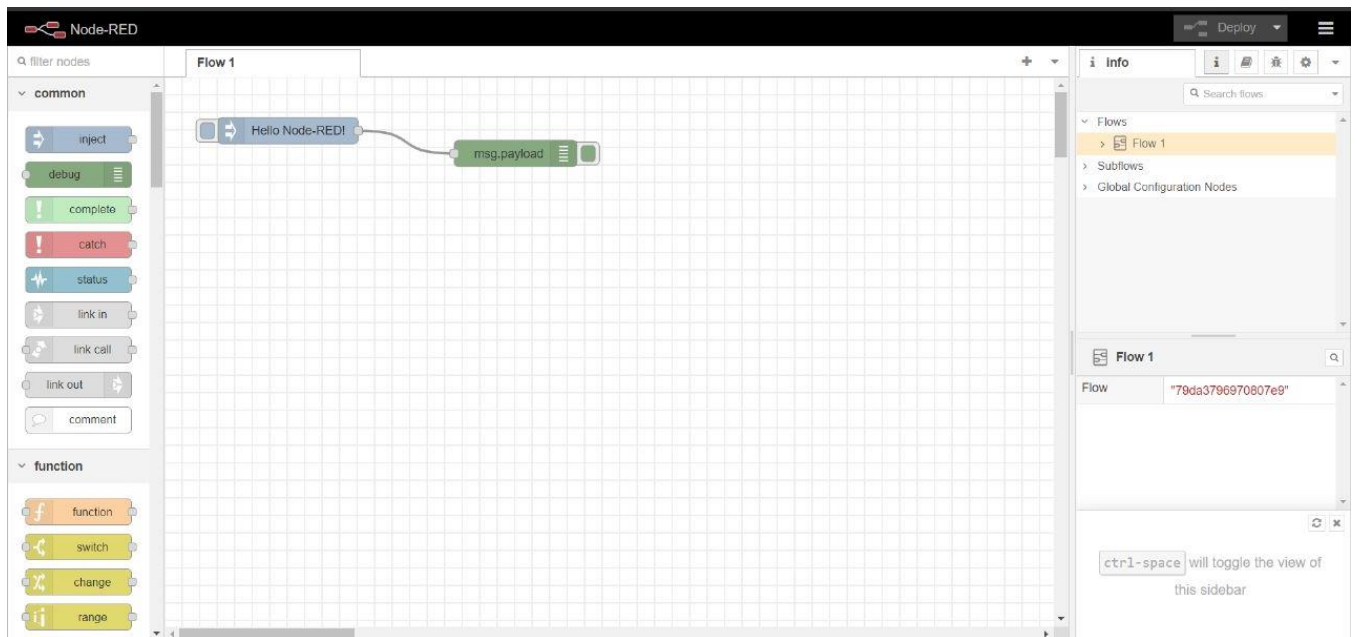 Node-RED
Deploy
filter nodes
Flow 1
i info
i
Search flows
common
inject
debug
complete
catch
status
link in
link call
link out
comment
function
function
switch
change
range
Hello Node-RED!
msg.payload
Flows
Flow 1
Subflows
Global Configuration Nodes
Flow 1
Flow "79da3796970807e9"
ctrl-space will toggle the view of
this sidebar